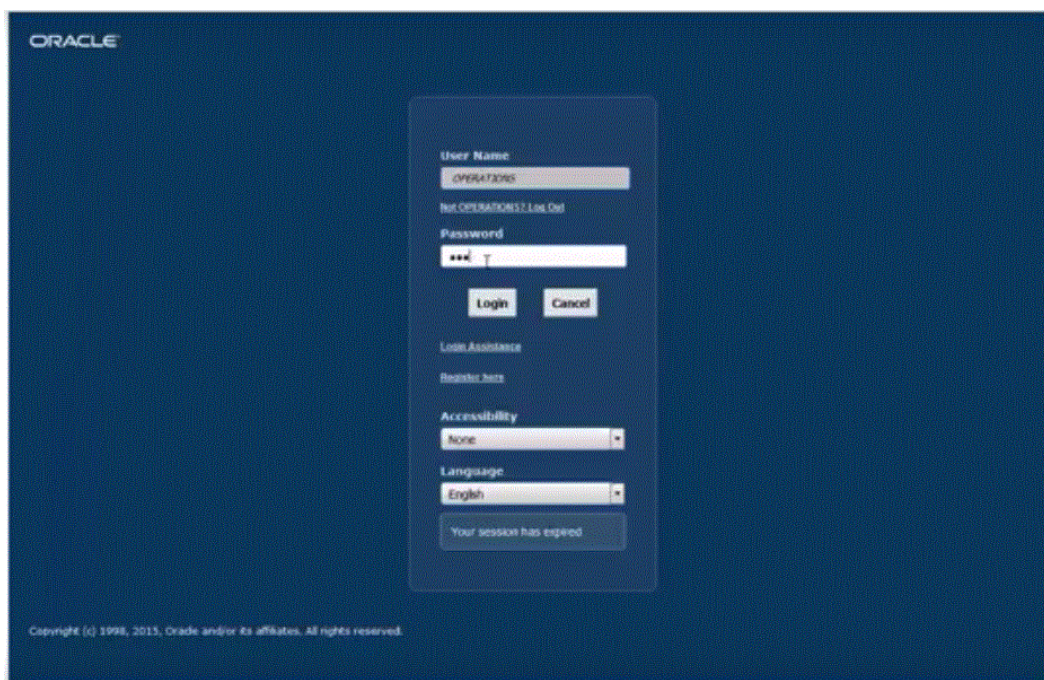 ORACLE
User Name
OPERATIONS
Not OPERATIONS? Log Out
Password
Login Cancel
Login Assistance
Register here
Accessibility
None
Language
English
Your session has expired
Copyright (c) 1998, 2015, Oracle and/or its affiliates. All rights reserved.